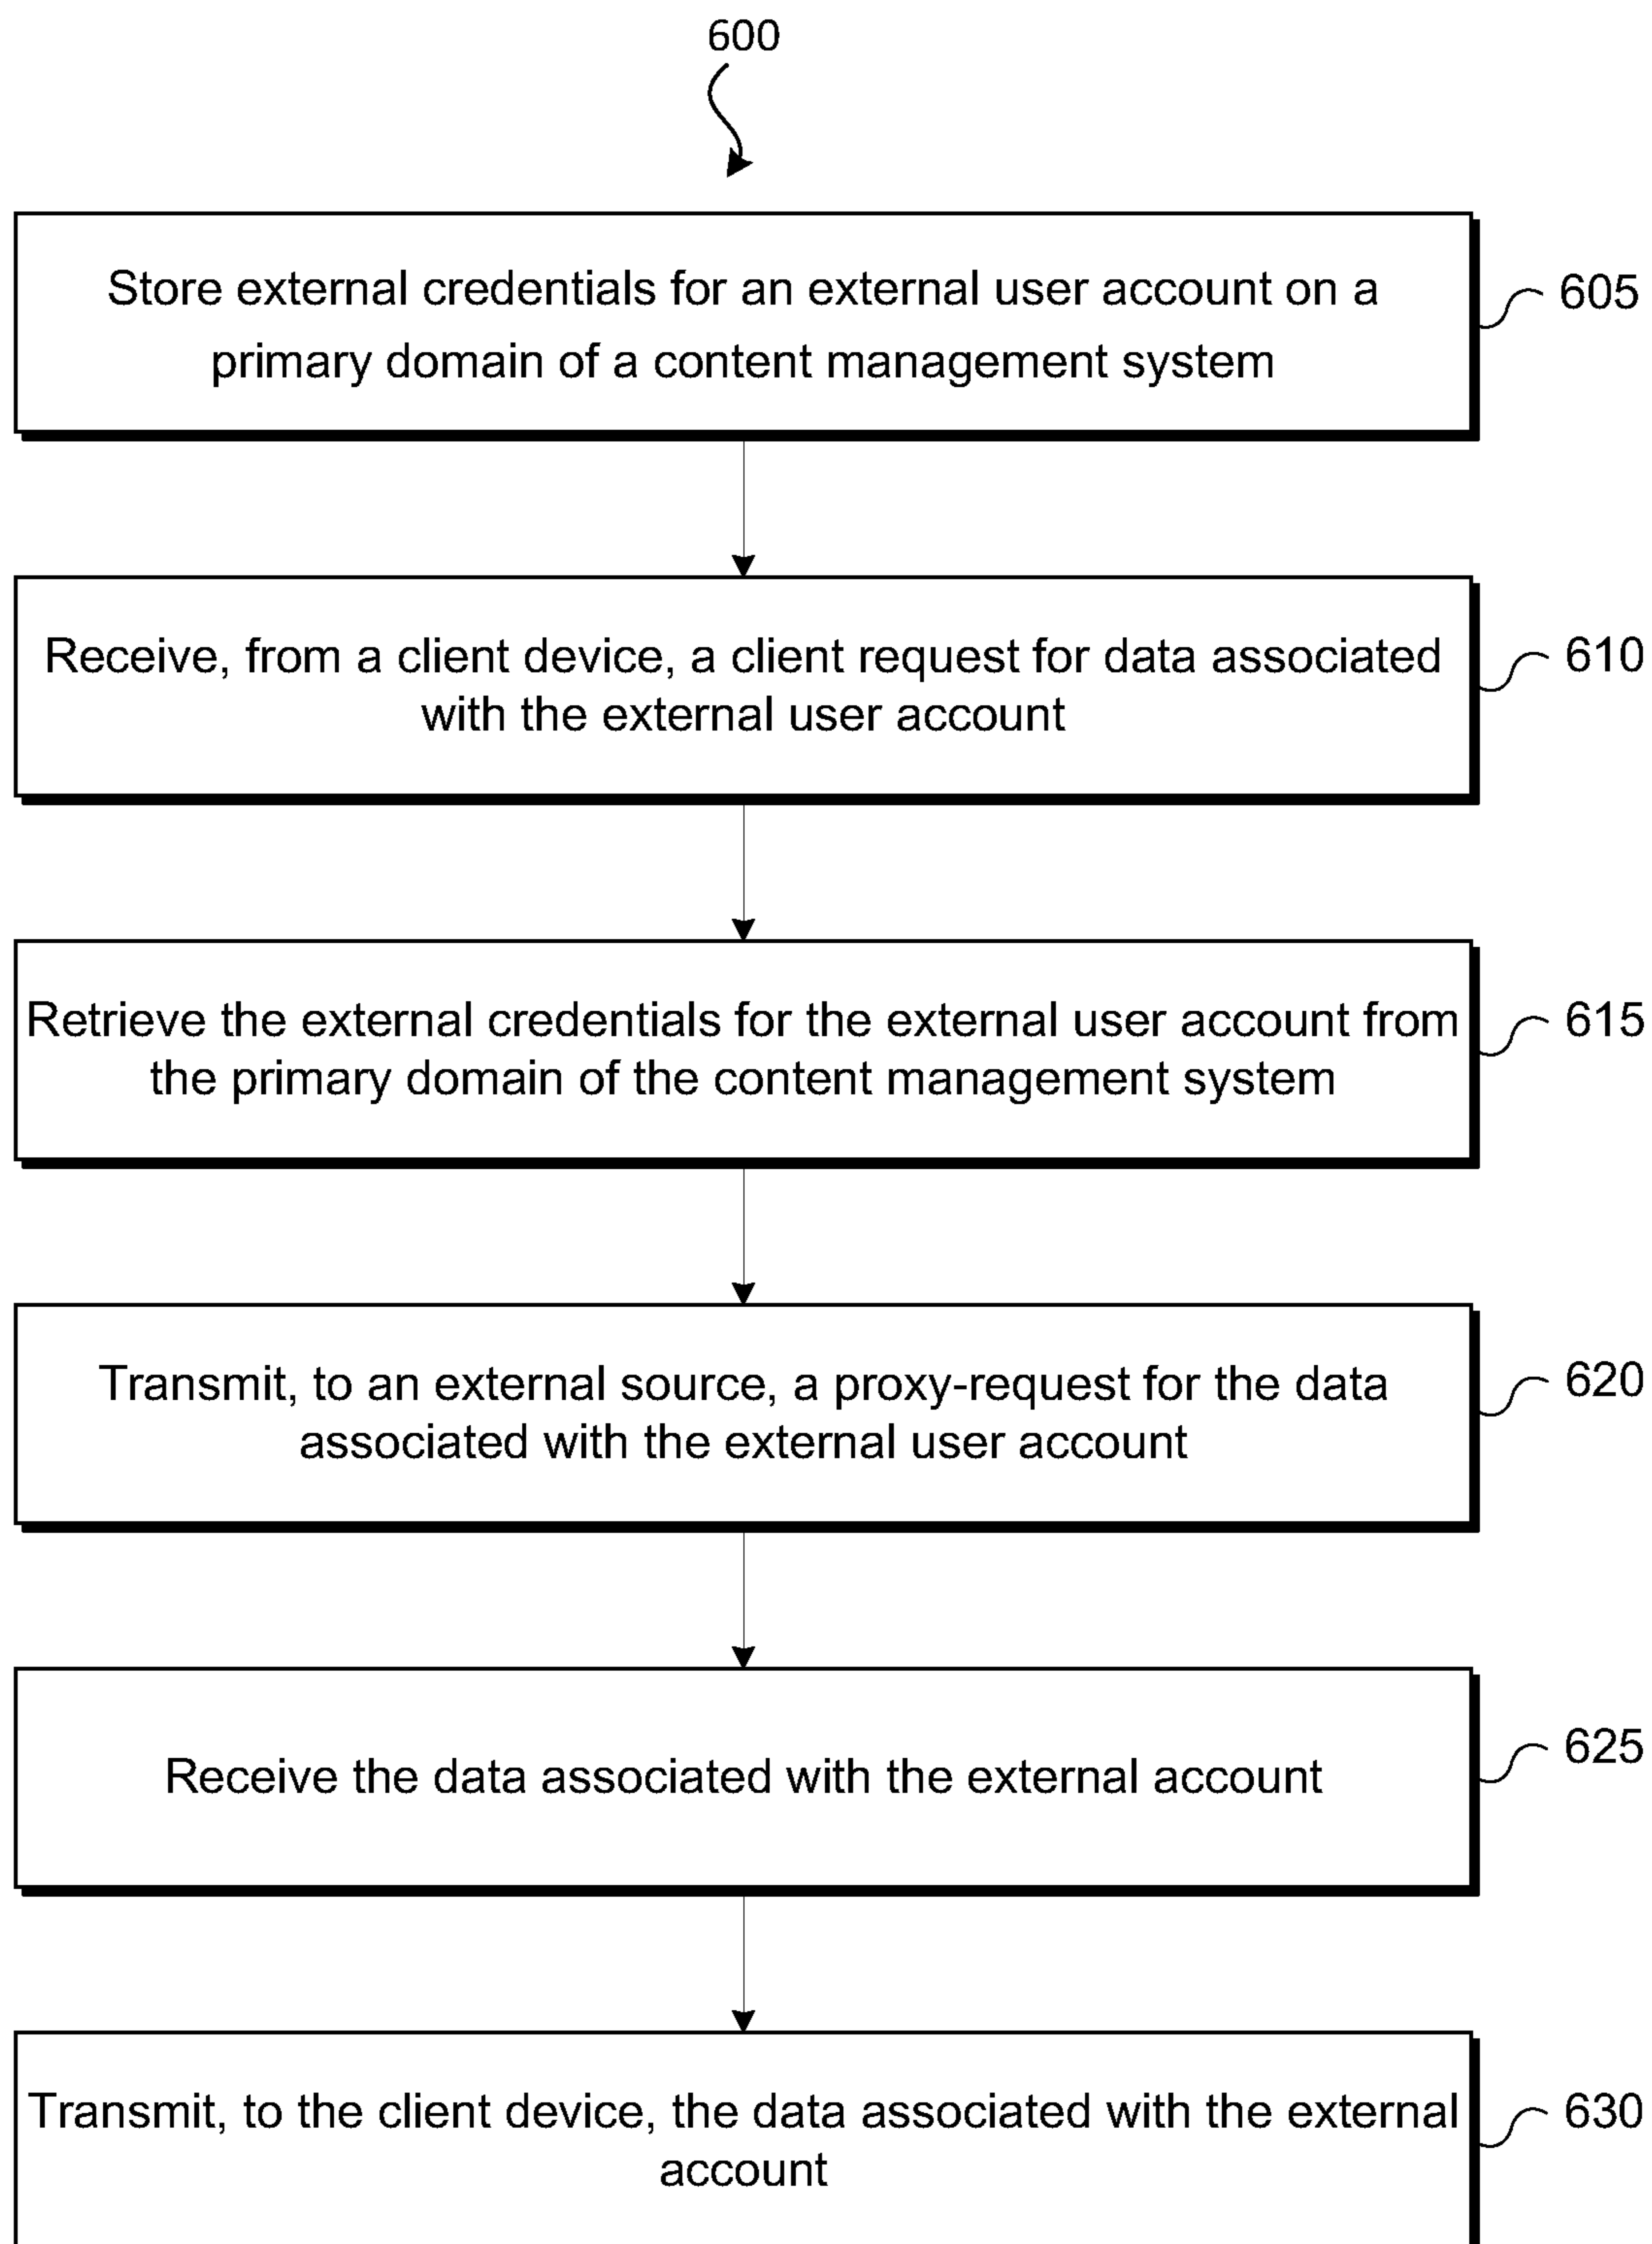 600
Store external credentials for an external user account on a
primary domain of a content management system
605
Receive, from a client device, a client request for data associated
with the external user account
610
Retrieve the external credentials for the external user account from
the primary domain of the content management system
615
Transmit, to an external source, a proxy-request for the data
associated with the external user account
620
Receive the data associated with the external account
625
Transmit, to the client device, the data associated with the external
account
630